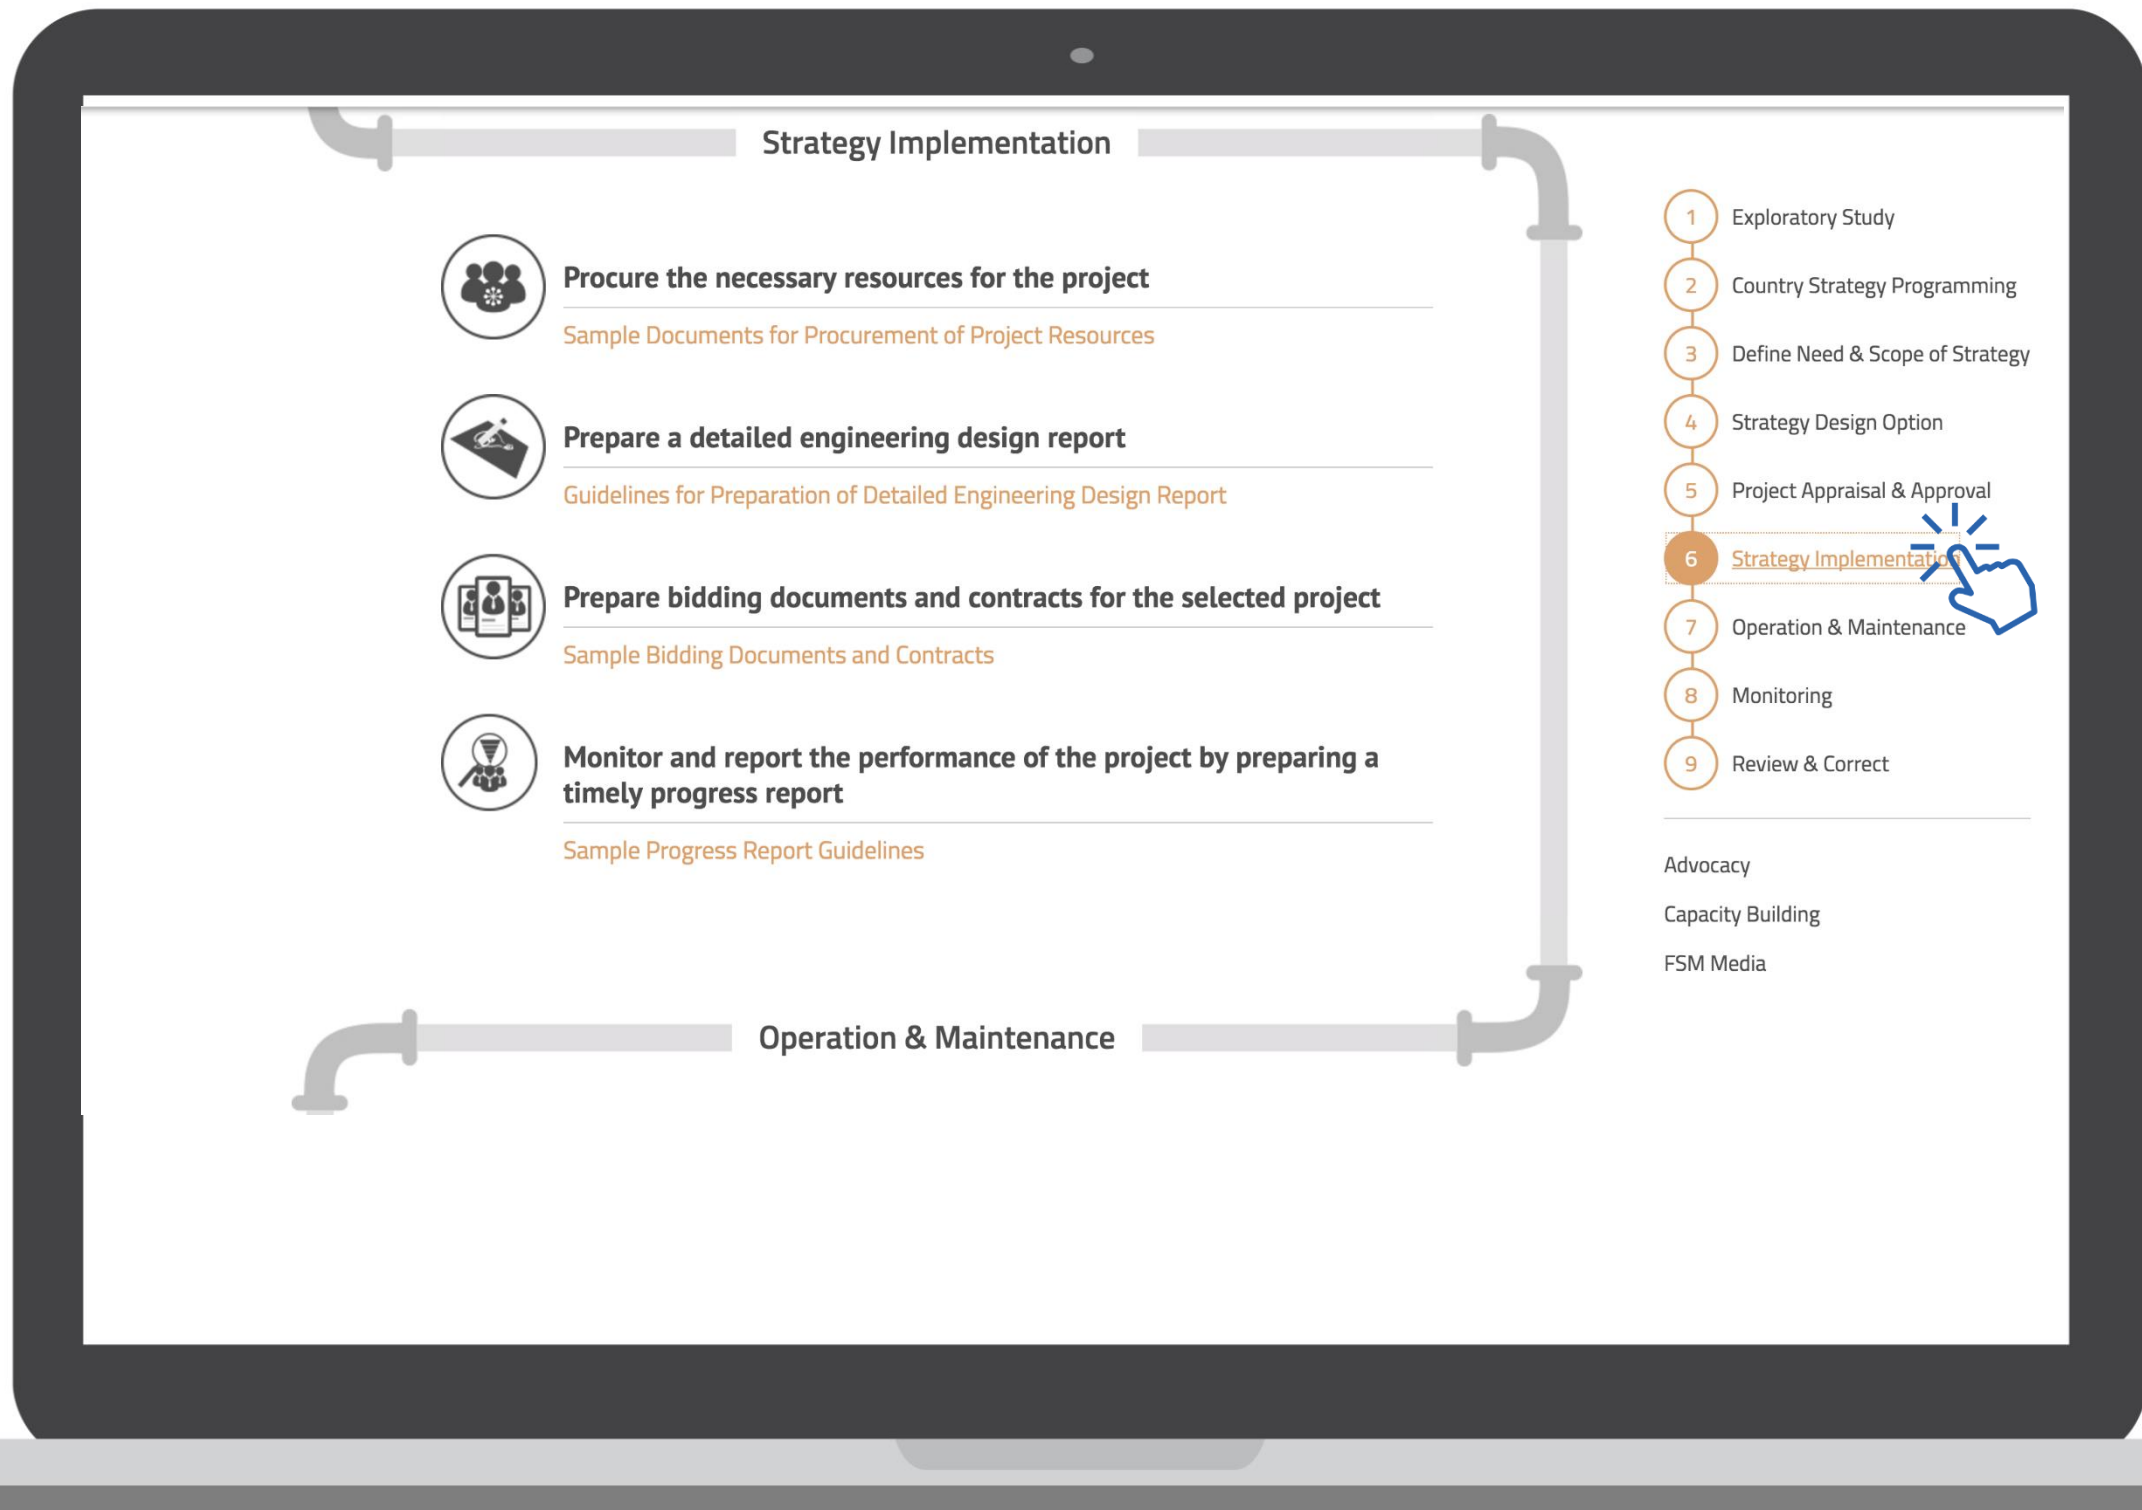 Strategy Implementation
Procure the necessary resources for the project
Sample Documents for Procurement of Project Resources
Prepare a detailed engineering design report
Guidelines for Preparation of Detailed Engineering Design Report
Prepare bidding documents and contracts for the selected project
Sample Bidding Documents and Contracts
Monitor and report the performance of the project by preparing a
timely progress report
Sample Progress Report Guidelines
Operation & Maintenance
1 Exploratory Study
2 Country Strategy Programming
3 Define Need & Scope of Strategy
4 Strategy Design Option
5 Project Appraisal & Approval
6 Strategy Implementation
7 Operation & Maintenance
8 Monitoring
9 Review & Correct
Advocacy
Capacity Building
FSM Media